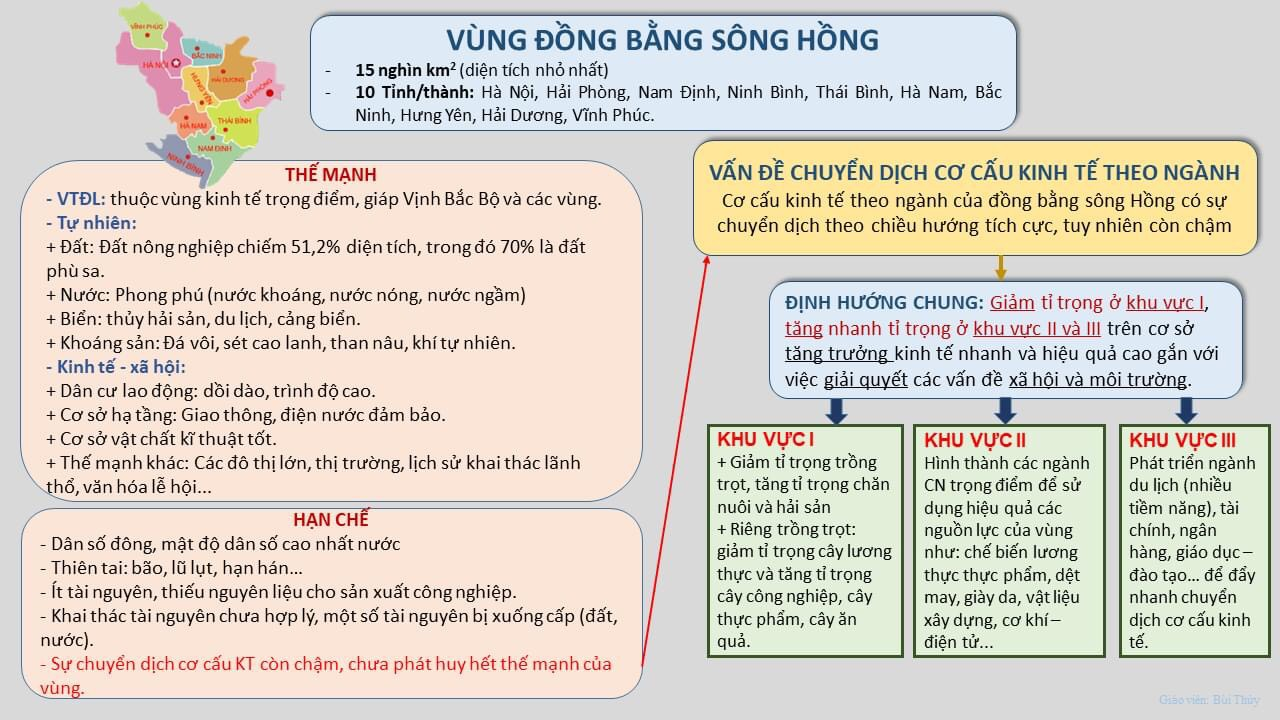 VĨNH PHÚC
HÀ NỘI
BẮC NINH
HẢI DƯƠNG
HƯNG YÊN
HẢI PHÒNG
HÀ NAM
THÁI BÌNH
NAM ĐỊNH
NINH BÌNH
VÙNG ĐỒNG BẰNG SÔNG HỒNG
- 15 nghìn km² (diện tích nhỏ nhất)
- 10 Tỉnh/thành: Hà Nội, Hải Phòng, Nam Định, Ninh Bình, Thái Bình, Hà Nam, Bắc
Ninh, Hưng Yên, Hải Dương, Vĩnh Phúc.
THẾ MẠNH
- VTĐL: thuộc vùng kinh tế trọng điểm, giáp Vịnh Bắc Bộ và các vùng.
- Tự nhiên:
+ Đất: Đất nông nghiệp chiếm 51,2% diện tích, trong đó 70% là đất
phù sa.
+ Nước: Phong phú (nước khoáng, nước nóng, nước ngầm)
+ Biển: thủy hải sản, du lịch, cảng biển.
+ Khoáng sản: Đá vôi, sét cao lanh, than nâu, khí tự nhiên.
- Kinh tế - xã hội:
+ Dân cư lao động: dồi dào, trình độ cao.
+ Cơ sở hạ tầng: Giao thông, điện nước đảm bảo.
+ Cơ sở vật chất kĩ thuật tốt.
+ Thế mạnh khác: Các đô thị lớn, thị trường, lịch sử khai thác lãnh
thổ, văn hóa lễ hội...
HẠN CHẾ
- Dân số đông, mật độ dân số cao nhất nước
- Thiên tai: bão, lũ lụt, hạn hán...
- Ít tài nguyên, thiếu nguyên liệu cho sản xuất công nghiệp.
- Khai thác tài nguyên chưa hợp lý, một số tài nguyên bị xuống cấp (đất,
nước).
- Sự chuyển dịch cơ cấu KT còn chậm, chưa phát huy hết thế mạnh của
vùng.
VẤN ĐỀ CHUYỂN DỊCH CƠ CẤU KINH TẾ THEO NGÀNH
Cơ cấu kinh tế theo ngành của đồng bằng sông Hồng có sự
chuyển dịch theo chiều hướng tích cực, tuy nhiên còn chậm
ĐỊNH HƯỚNG CHUNG: Giảm tỉ trọng ở khu vực I,
tăng nhanh tỉ trọng ở khu vực II và III trên cơ sở
tăng trưởng kinh tế nhanh và hiệu quả cao gắn với
việc giải quyết các vấn đề xã hội và môi trường.
KHU VỰC I
+ Giảm tỉ trọng trồng
trọt, tăng tỉ trọng chăn
nuôi và hải sản
+ Riêng trồng trọt:
giảm tỉ trọng cây lương
thực và tăng tỉ trọng
cây công nghiệp, cây
thực phẩm, cây ăn
quả.
KHU VỰC II
Hình thành các ngành
CN trọng điểm để sử
dụng hiệu quả các
nguồn lực của vùng
như: chế biến lương
thực thực phẩm, dệt
may, giày da, vật liệu
xây dựng, cơ khí –
điện tử...
KHU VỰC III
Phát triển ngành
du lịch (nhiều
tiềm năng), tài
chính, ngân
hàng, giáo dục –
đào tạo... để đẩy
nhanh chuyển
dịch cơ cấu kinh
tế.
Giáo viên: Bùi Thúy